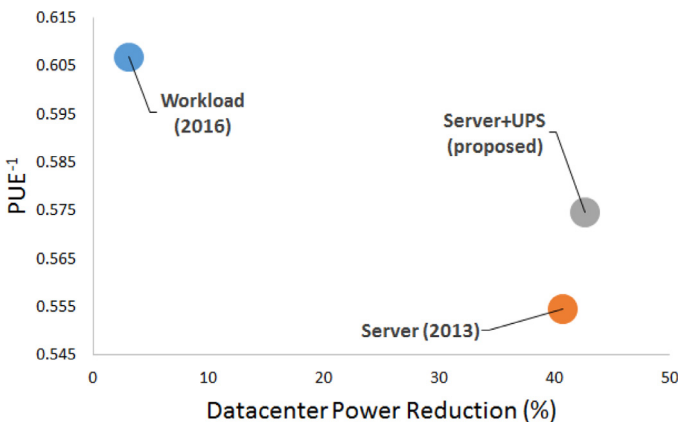 0.615
0.605
0.595
0.585
0.575
0.565
0.555
0.545
PUE⁻¹
Workload
(2016)
Server+UPS
(proposed)
Server (2013)
0 10 20 30 40 50
Datacenter Power Reduction (%)